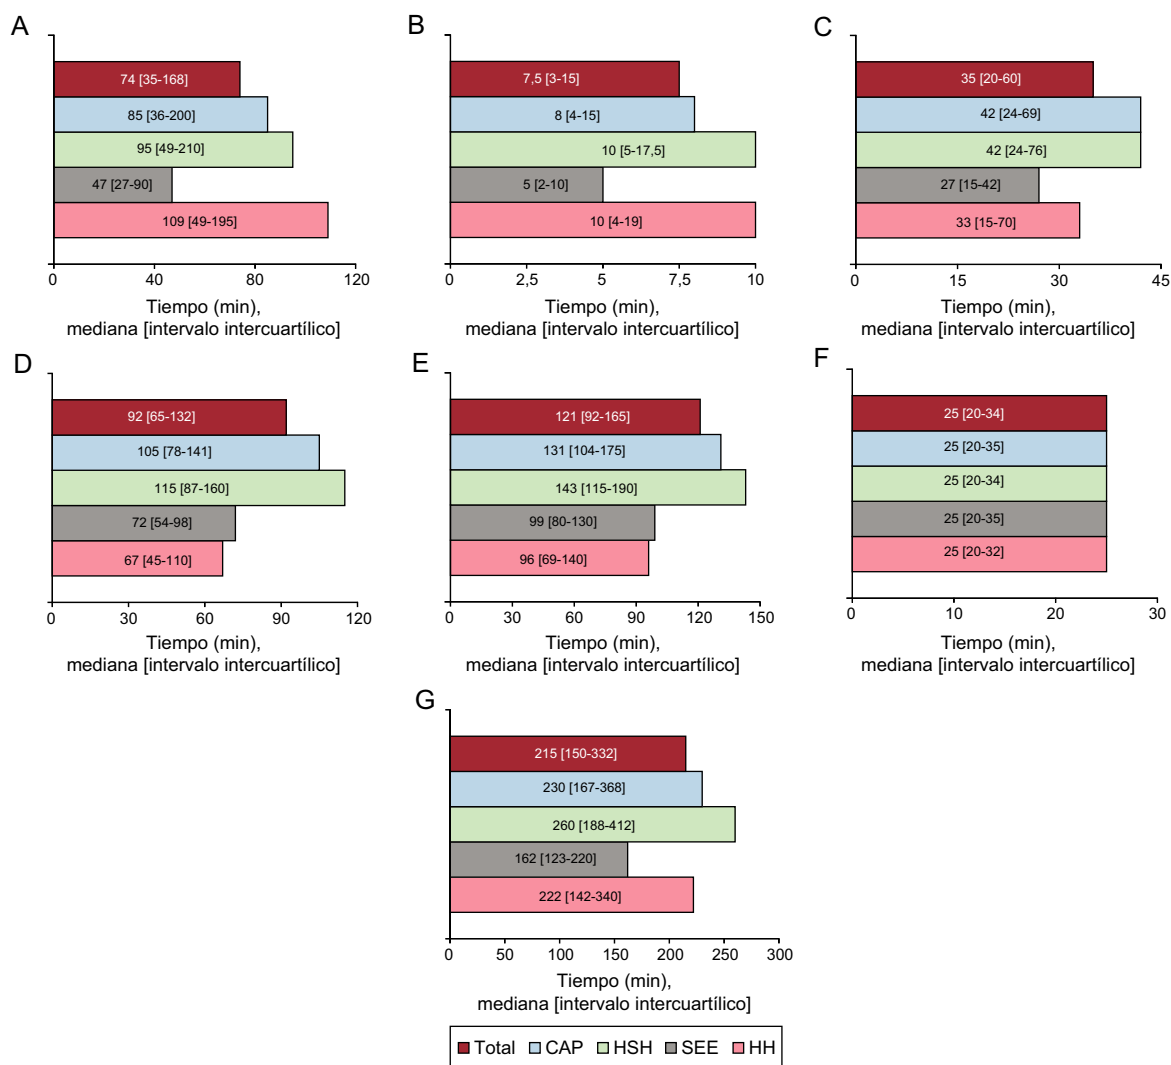 A
74 [35-168]
85 [36-200]
95 [49-210]
47 [27-90]
109 [49-195]
0 40 80 120
Tiempo (min),
mediana [intervalo intercuartílico]
B
7,5 [3-15]
8 [4-15]
10 [5-17,5]
5 [2-10]
10 [4-19]
0 2,5 5 7,5 10
Tiempo (min),
mediana [intervalo intercuartílico]
C
35 [20-60]
42 [24-69]
42 [24-76]
27 [15-42]
33 [15-70]
0 15 30 45
Tiempo (min),
mediana [intervalo intercuartílico]
D
92 [65-132]
105 [78-141]
115 [87-160]
72 [54-98]
67 [45-110]
0 30 60 90 120
Tiempo (min),
mediana [intervalo intercuartílico]
E
121 [92-165]
131 [104-175]
143 [115-190]
99 [80-130]
96 [69-140]
0 30 60 90 120 150
Tiempo (min),
mediana [intervalo intercuartílico]
F
25 [20-34]
25 [20-35]
25 [20-34]
25 [20-35]
25 [20-32]
0 10 20 30
Tiempo (min),
mediana [intervalo intercuartílico]
G
215 [150-332]
230 [167-368]
260 [188-412]
162 [123-220]
222 [142-340]
0 50 100 150 200 250 300
Tiempo (min),
mediana [intervalo intercuartílico]
Total CAP HSH SEE HH